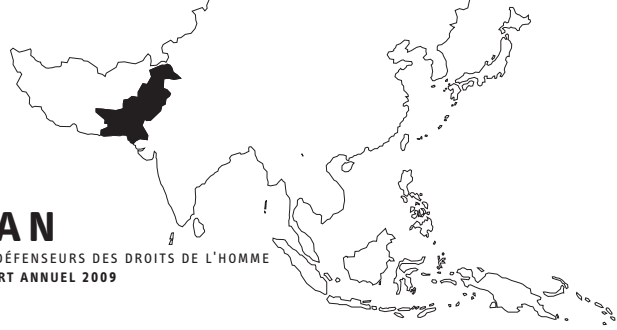 AN
DÉFENSEURS DES DROITS DE L'HOMME
RT ANNUEL 2009